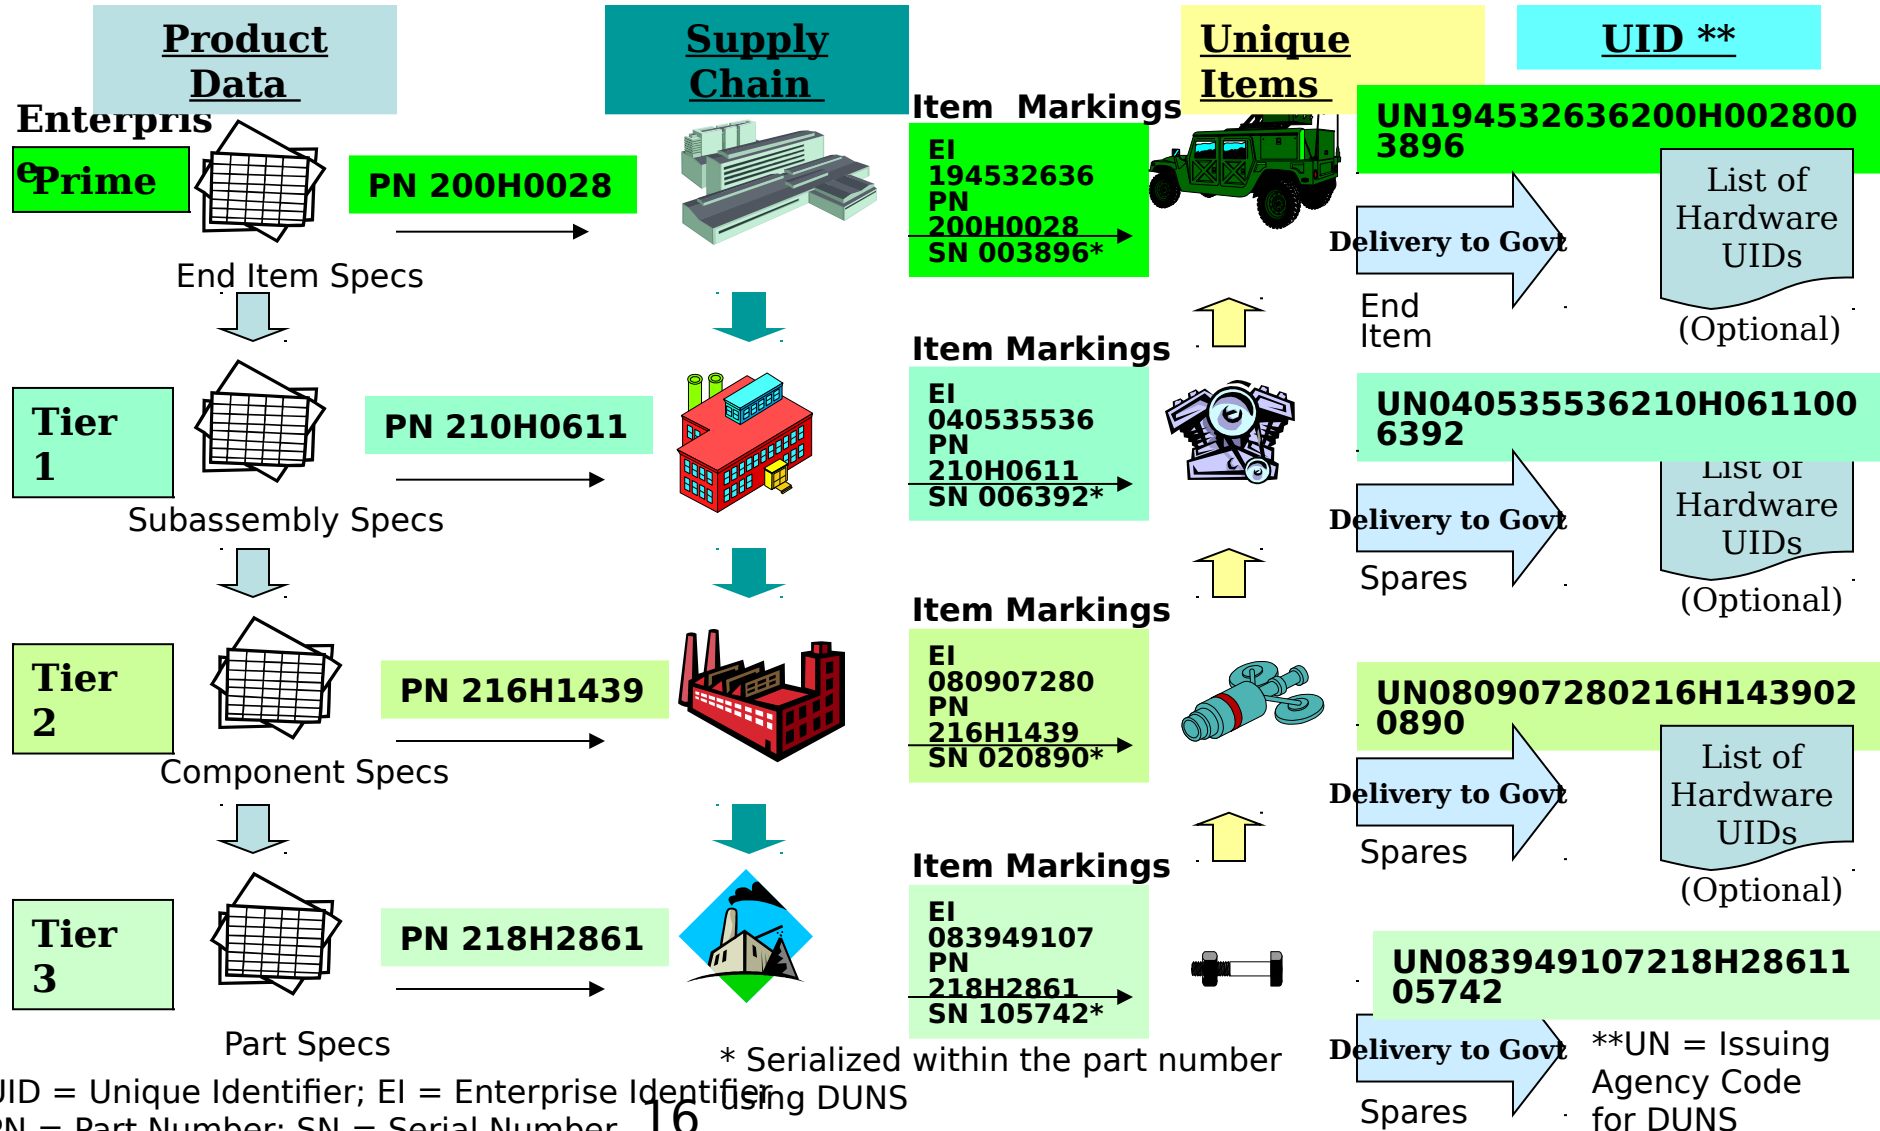 Product
Data
Supply
Chain
Unique
Items
UID **
Enterpris
e
Prime
PN 200H0028
End Item Specs
Item Markings
EI
194532636
PN
200H0028
SN 003896*
UN194532636200H002800
3896
Delivery to Govt
End
Item
List of
Hardware
UIDs
(Optional)
Tier
1
PN 210H0611
Subassembly Specs
Item Markings
EI
040535536
PN
210H0611
SN 006392*
UN040535536210H061100
6392
Delivery to Govt
Spares
List of
Hardware
UIDs
(Optional)
Tier
2
PN 216H1439
Component Specs
Item Markings
EI
080907280
PN
216H1439
SN 020890*
UN080907280216H143902
0890
Delivery to Govt
Spares
List of
Hardware
UIDs
(Optional)
Tier
3
PN 218H2861
Part Specs
Item Markings
EI
083949107
PN
218H2861
SN 105742*
UN083949107218H28611
05742
Delivery to Govt
Spares
* Serialized within the part number
using DUNS
**UN = Issuing
Agency Code
for DUNS
UID = Unique Identifier; EI = Enterprise Identifier
PN = Part Number; SN = Serial Number
16